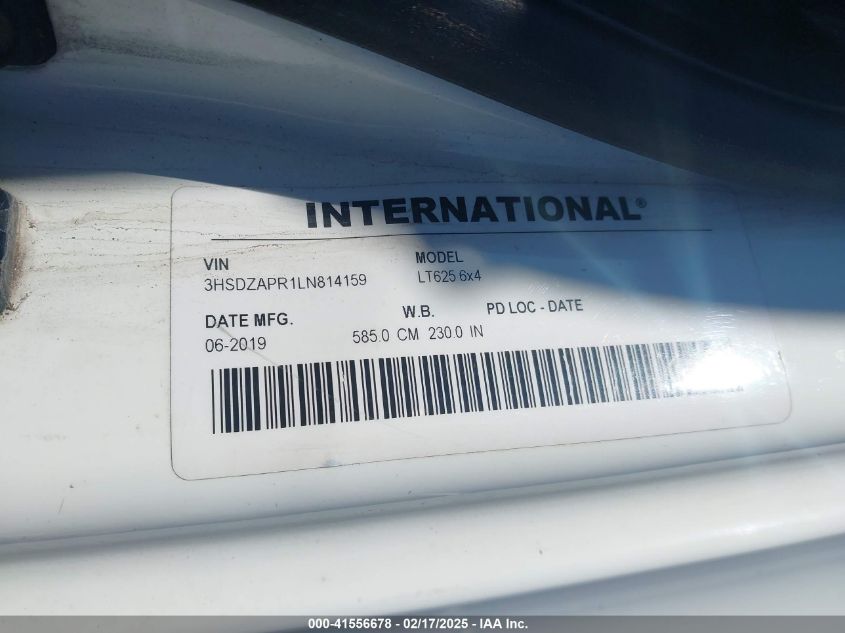 INTERNATIONAL®
VIN MODEL
3HSDZAPR1LN814159 LT625 6x4
DATE MFG. W.B. PD LOC - DATE
06-2019 585.0 CM 230.0 IN
000-41556678 - 02/17/2025 - IAA Inc.